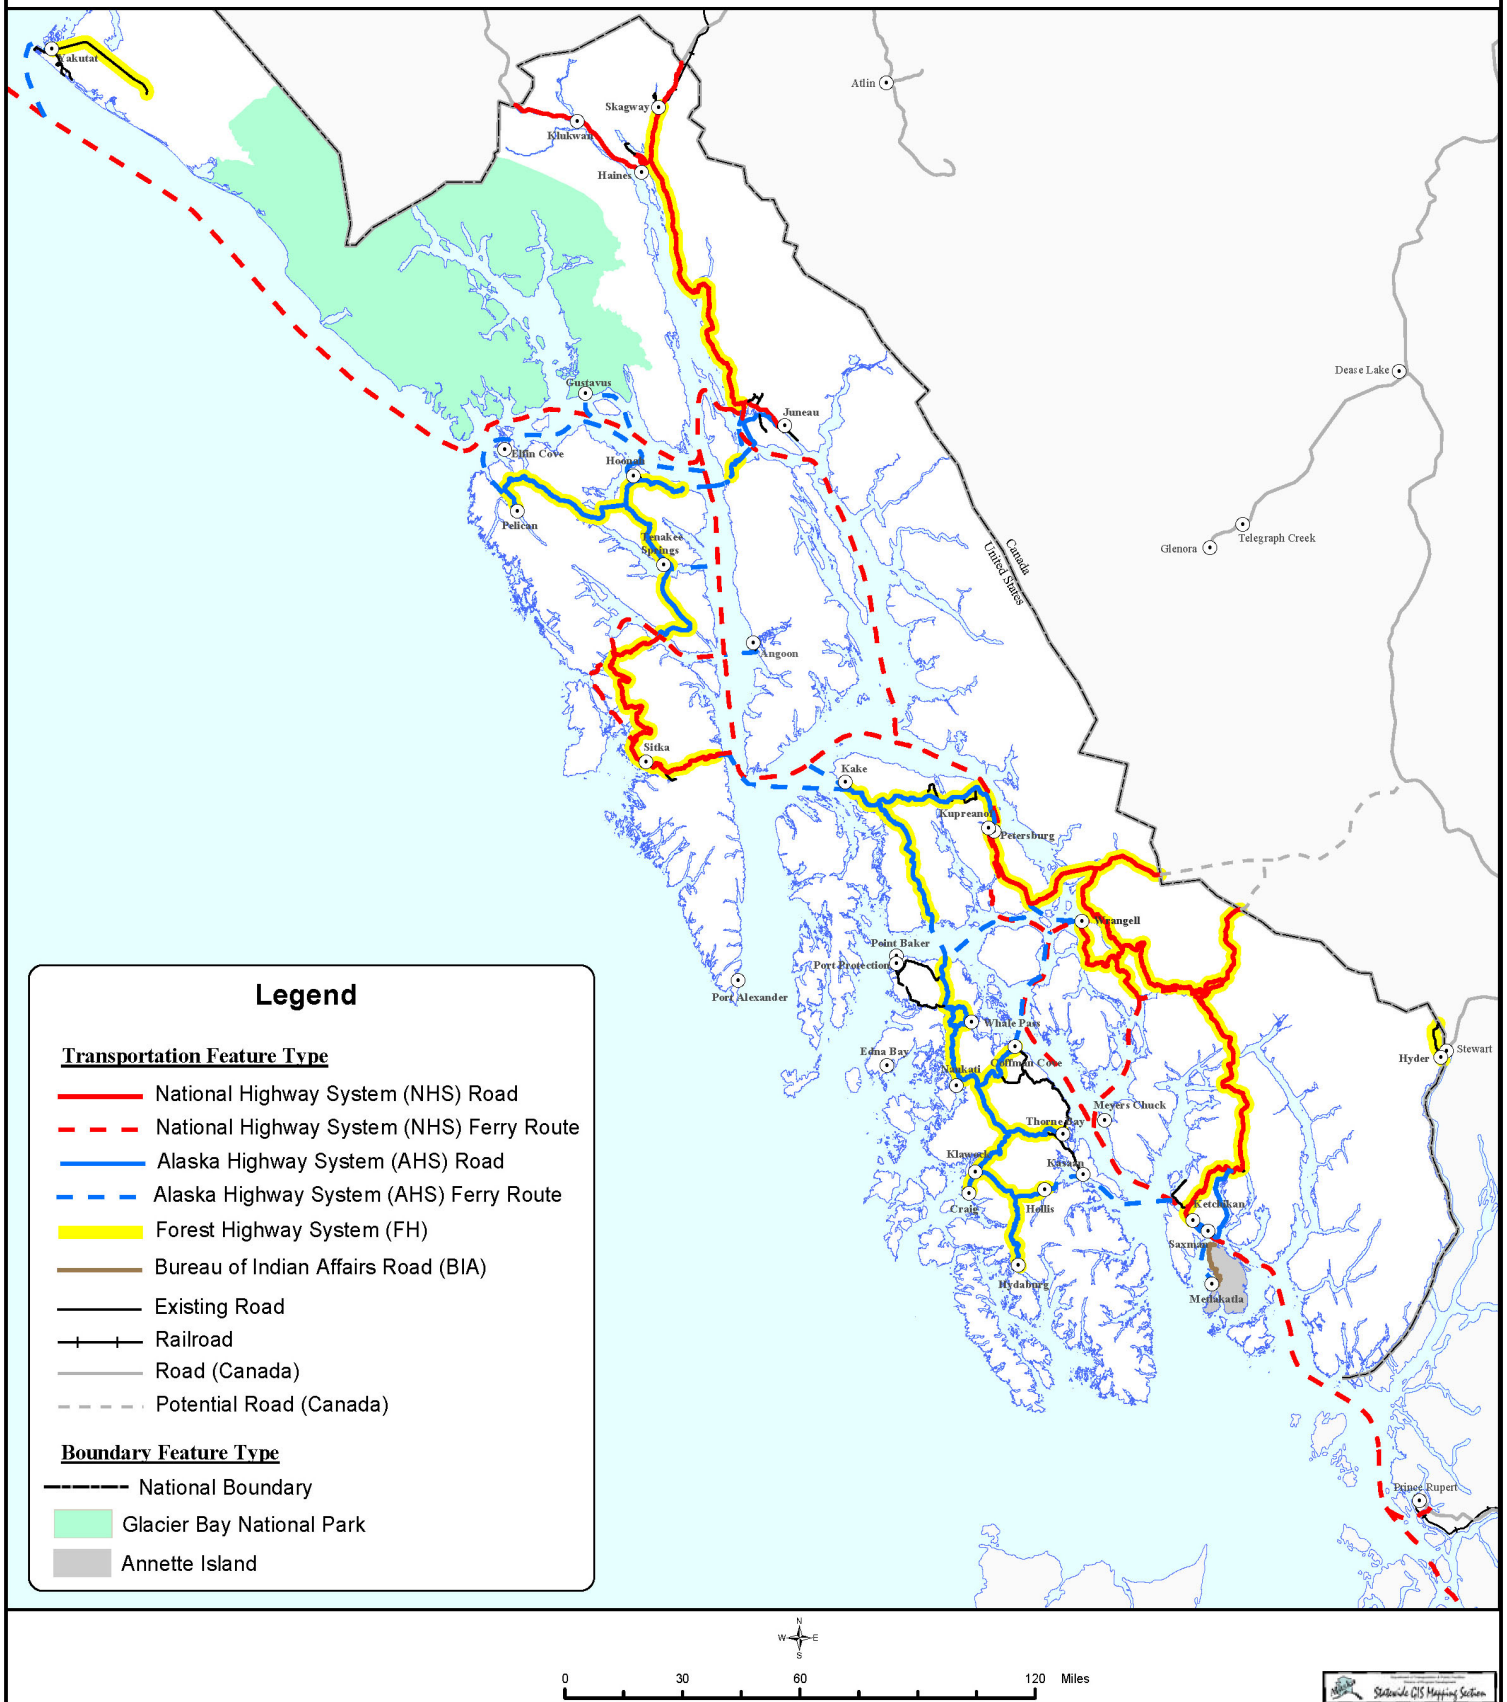 Yakutat
Skagway
Atlin
Klukwan
Haines
Dease Lake
Gustavus
Juneau
Elfin Cove
Hoonah
Pelican
Telegraph Creek
Glenora
Canada
United States
Tenakee
Springs
Angoon
Sitka
Kake
Kupreanof
Petersburg
Wrangell
Point Baker
Port Protection
Port Alexander
Whale Pass
Edna Bay
Coffman Cove
Naukati
Stewart
Hyder
Meyers Chuck
Thorne Bay
Klawock
Kasaan
Craig
Hollis
Ketchikan
Saxman
Hydaburg
Metlakatla
Prince Rupert
Legend
Transportation Feature Type
National Highway System (NHS) Road
National Highway System (NHS) Ferry Route
Alaska Highway System (AHS) Road
Alaska Highway System (AHS) Ferry Route
Forest Highway System (FH)
Bureau of Indian Affairs Road (BIA)
Existing Road
Railroad
Road (Canada)
Potential Road (Canada)
Boundary Feature Type
National Boundary
Glacier Bay National Park
Annette Island
N
W E
S
0 30 60 120 Miles
Statewide GIS Mapping Section